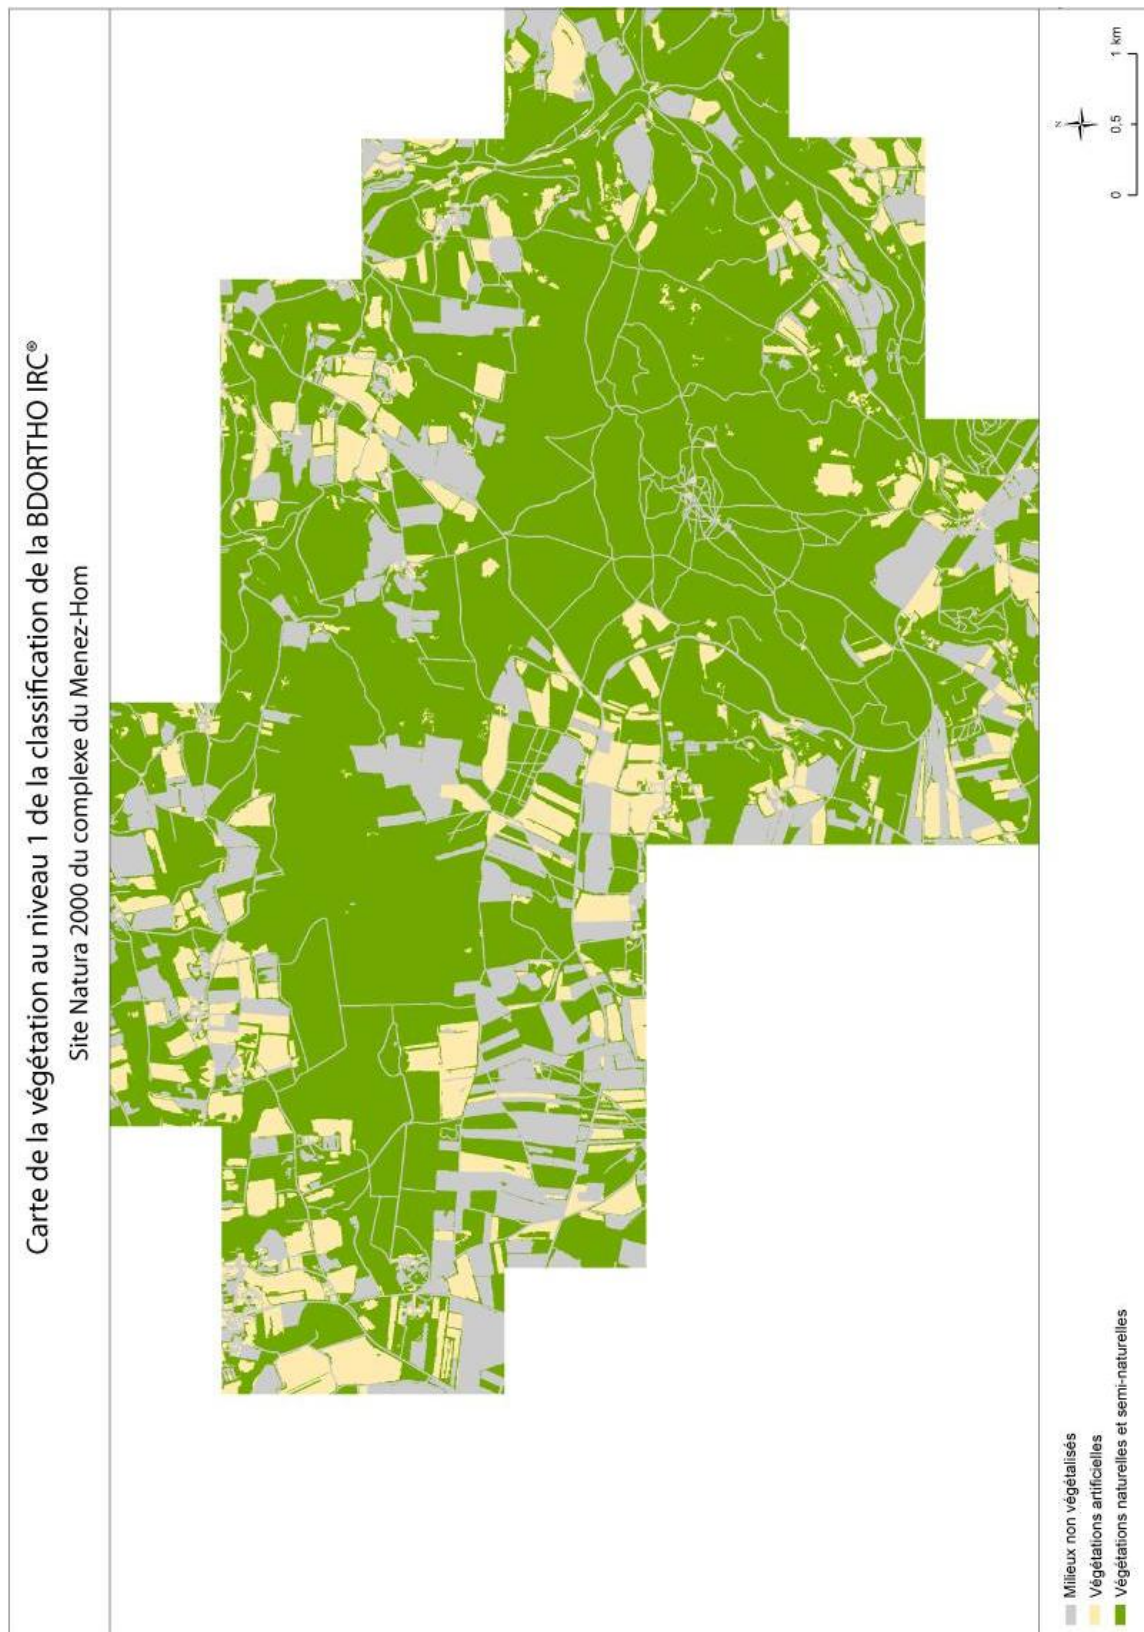 Carte de la végétation au niveau 1 de la classification de la BDORTHO IRC®
Site Natura 2000 du complexe du Menez-Hom
Milieux non végétalisés
Végétations artificielles
Végétations naturelles et semi-naturelles
N
0 0,5 1 km